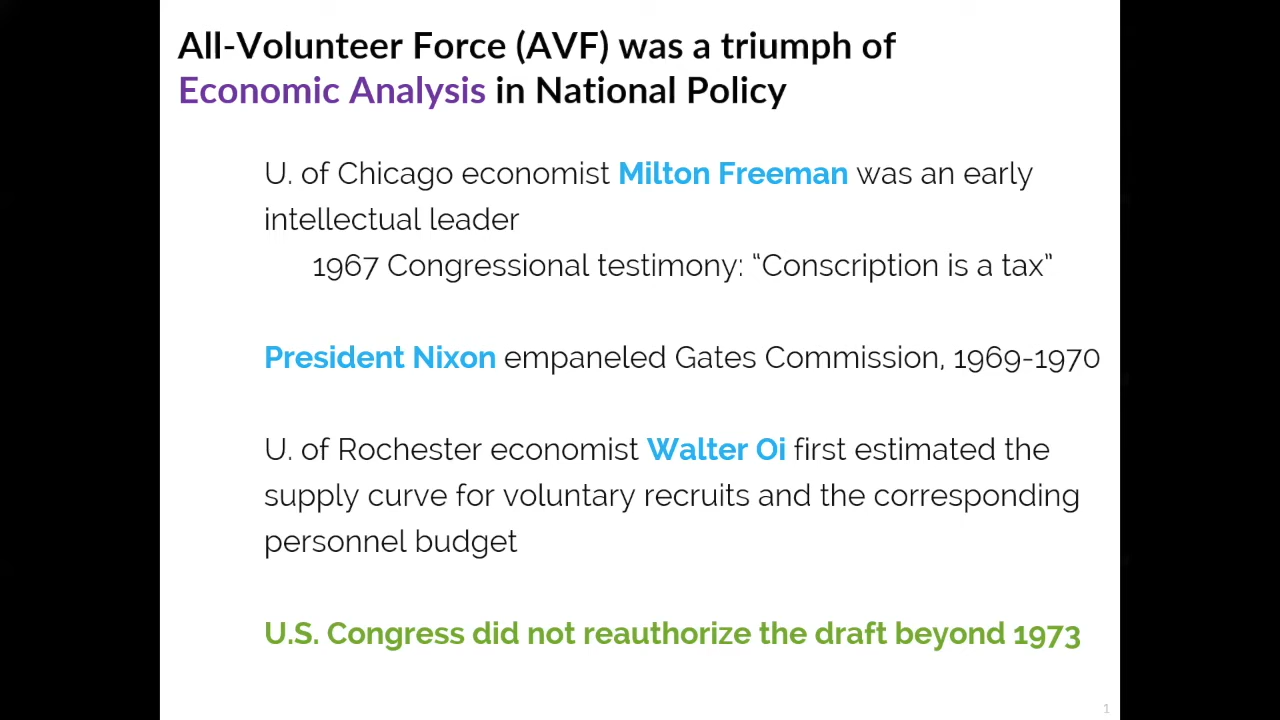 All-Volunteer Force (AVF) was a triumph of
Economic Analysis in National Policy
U. of Chicago economist Milton Freeman was an early
intellectual leader
1967 Congressional testimony: “Conscription is a tax”
President Nixon empaneled Gates Commission, 1969-1970
U. of Rochester economist Walter Oi first estimated the
supply curve for voluntary recruits and the corresponding
personnel budget
U.S. Congress did not reauthorize the draft beyond 1973
1